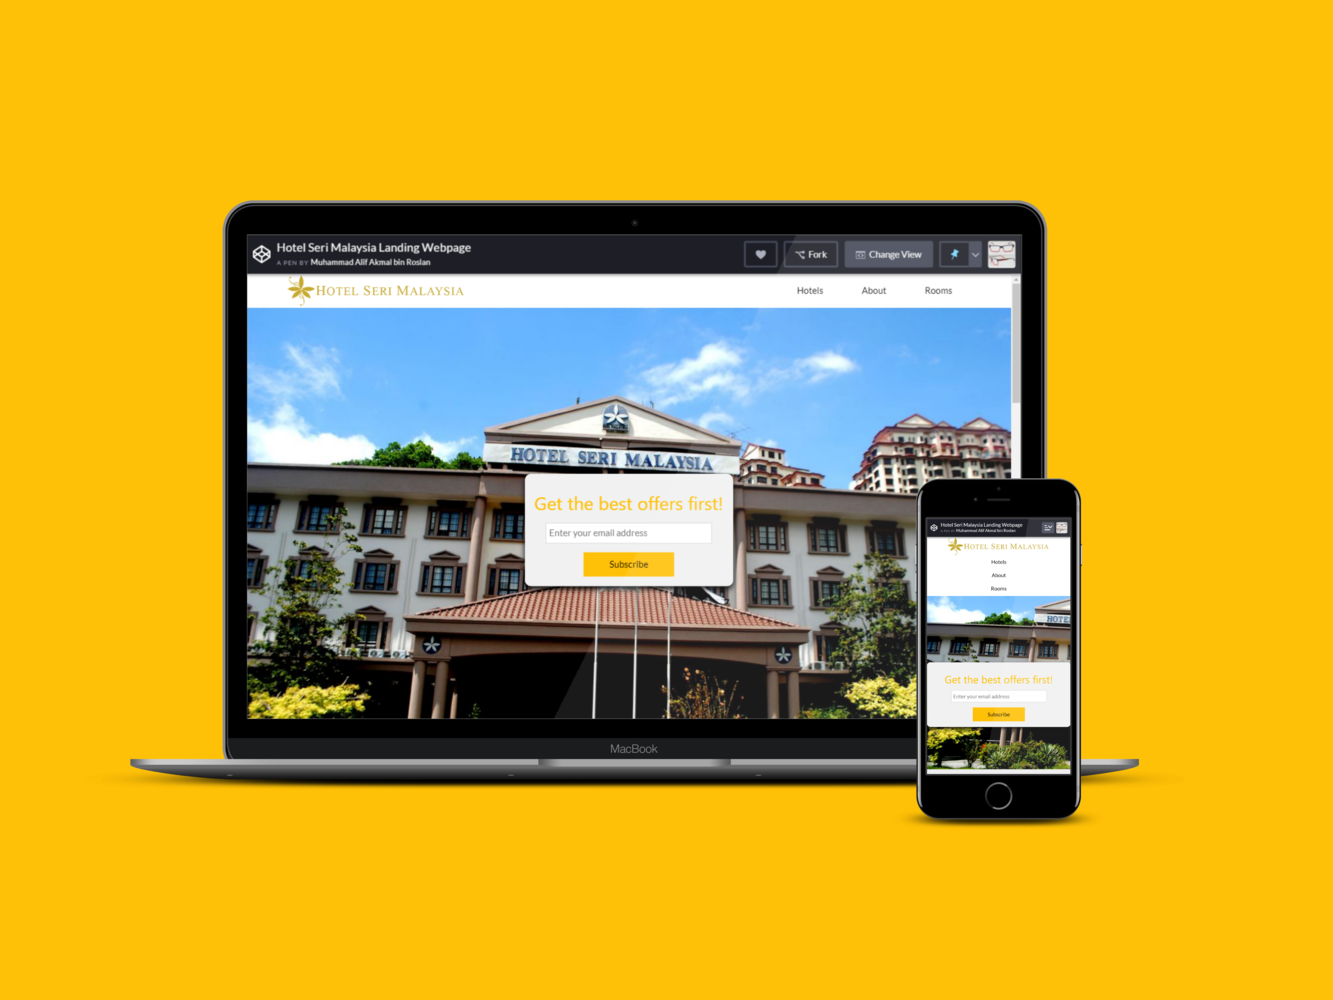 Hotel Seri Malaysia Landing Webpage
A PEN BY Muhammad Alif Akmal bin Roslan
Fork
Change View
HOTEL SERI MALAYSIA
Hotels
About
Rooms
HOTEL SERI MALAYSIA
Get the best offers first!
Enter your email address
Subscribe
MacBook
Hotel Seri Malaysia Landing Webpage
A PEN BY Muhammad Alif Akmal bin Roslan
HOTEL SERI MALAYSIA
Hotels
About
Rooms
HOTE
Get the best offers first!
Enter your email address
Subscribe